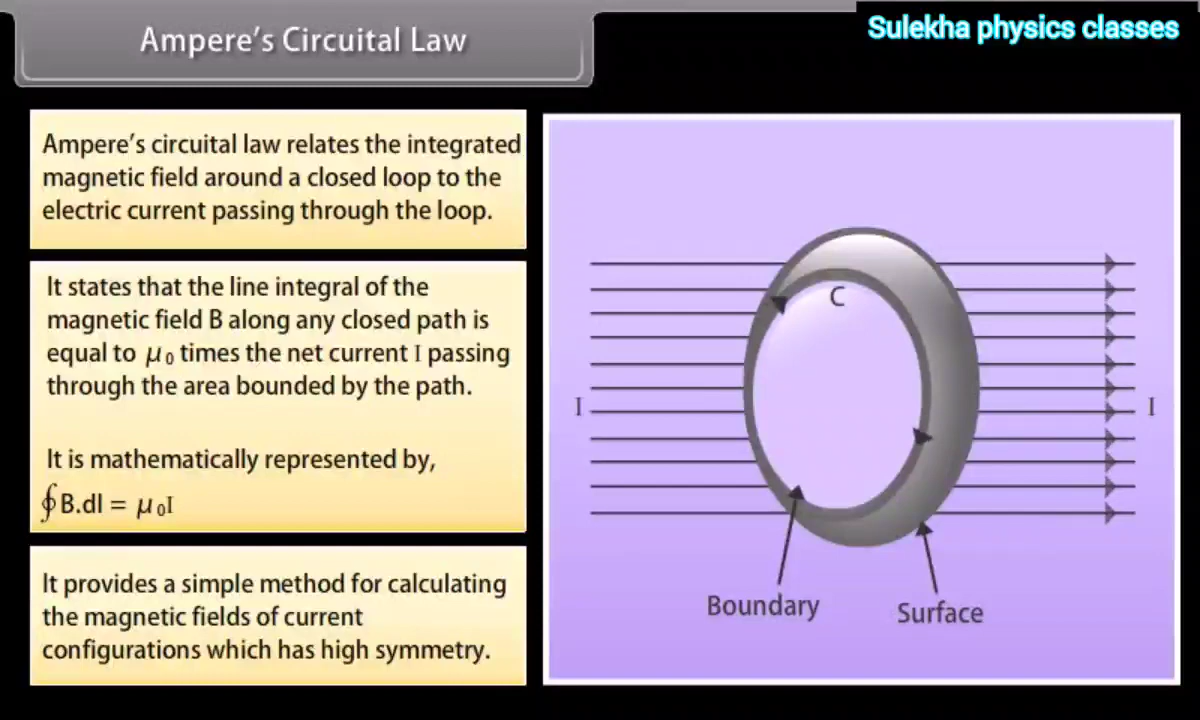 Ampere's Circuital Law
Sulekha physics classes
Ampere's circuital law relates the integrated
magnetic field around a closed loop to the
electric current passing through the loop.
It states that the line integral of the
magnetic field B along any closed path is
equal to μ₀ times the net current I passing
through the area bounded by the path.
It is mathematically represented by,
∮B.dl = μ₀I
It provides a simple method for calculating
the magnetic fields of current
configurations which has high symmetry.
C
I
I
Boundary
Surface